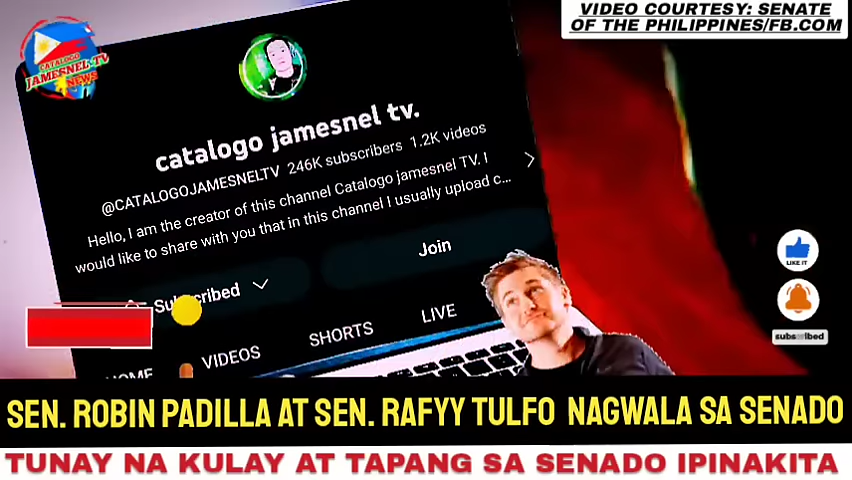 VIDEO COURTESY: SENATE
OF THE PHILIPPINES/FB.COM
CATALOGO
JAMESNEL TV
NEWS
catalogo jamesnel tv.
@CATALOGOJAMESNELTV 246K subscribers 1.2K videos
Hello, I am the creator of this channel Catalogo jamesnel TV. I
would like to share with you that in this channel I usually upload c...
Join
Subscribed
HOME VIDEOS SHORTS LIVE
LIKE IT
subscribed
SEN. ROBIN PADILLA AT SEN. RAFYY TULFO NAGWALA SA SENADO
TUNAY NA KULAY AT TAPANG SA SENADO IPINAKITA